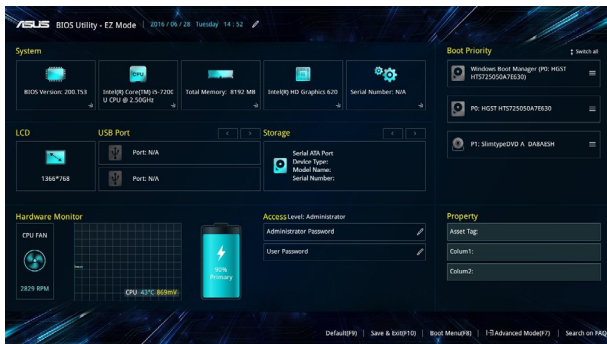 ASUS BIOS Utility - EZ Mode
2016/06/28 Tuesday 14:52
System
BIOS Version: 200.153
CPU
Intel(R) Core(TM) i5-7200
U CPU @ 2.50GHz
Total Memory: 8192 MB
Intel(R) HD Graphics 620
Serial Number: N/A
LCD
1366*768
USB Port
Port: N/A
Port: N/A
Storage
Serial ATA Port
Device Type:
Model Name:
Serial Number:
Hardware Monitor
CPU FAN
2829 RPM
CPU 43°C 869mV
90%
Primary
Access Level: Administrator
Administrator Password
User Password
Boot Priority
Switch all
Windows Boot Manager (P0: HGST
HTS725050A7E630)
P0: HGST HTS725050A7E630
P1: SlimtypeDVD A DA8AESH
Property
Asset Tag:
Colum1:
Colum2:
Default(F9) | Save & Exit(F10) | Boot Menu(F8) | Advanced Mode(F7) | Search on FAQ